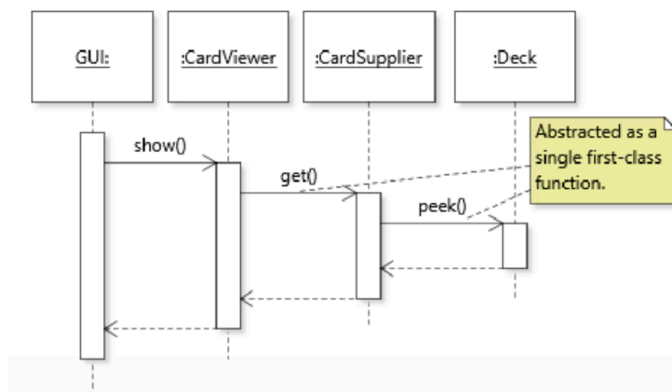 GUI:
:CardViewer
:CardSupplier
:Deck
Abstracted as a
single first-class
function.
show()
get()
peek()